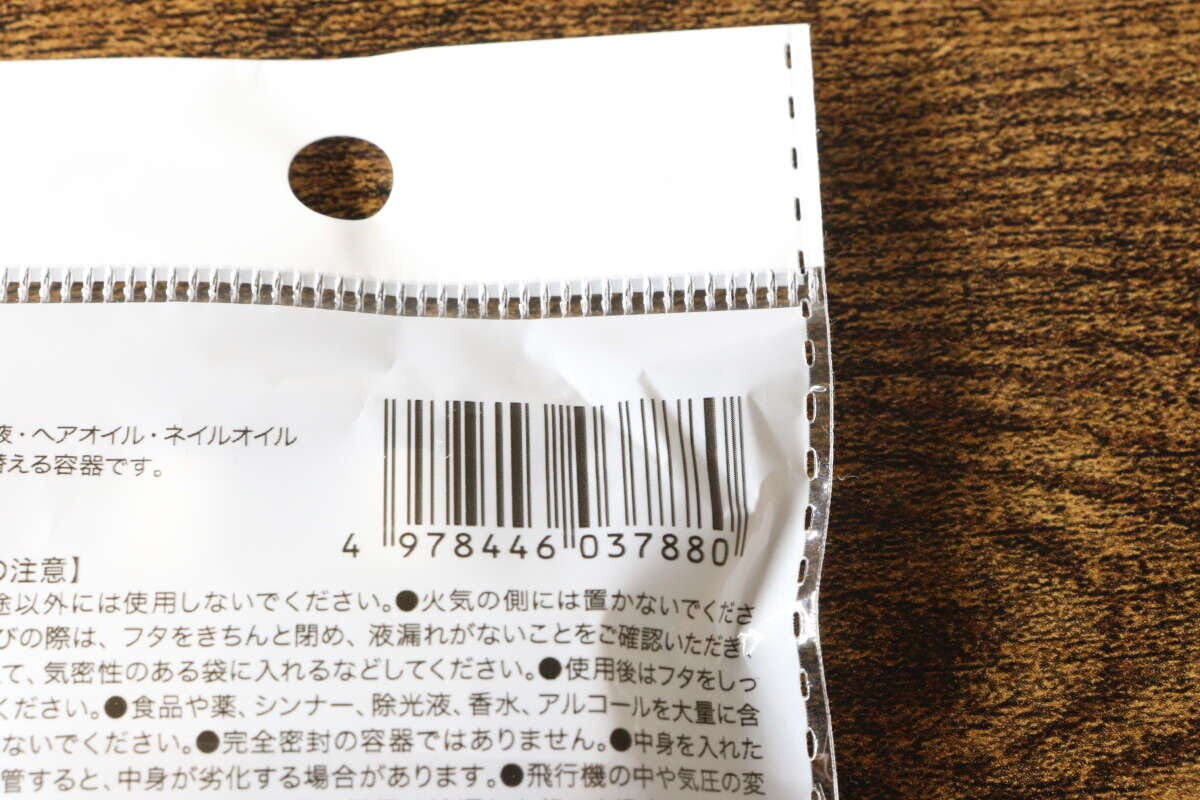 液・ヘアオイル・ネイルオイル
替える容器です。
4 978446 037880
の注意】
途以外には使用しないでください。●火気の側には置かないでくださ
びの際は、フタをきちんと閉め、液漏れがないことをご確認いただき、
て、気密性のある袋に入れるなどしてください。●使用後はフタをしっ
ください。●食品や薬、シンナー、除光液、香水、アルコールを大量に含
ないでください。●完全密封の容器ではありません。●中身を入れた
管すると、中身が劣化する場合があります。●飛行機の中や気圧の変